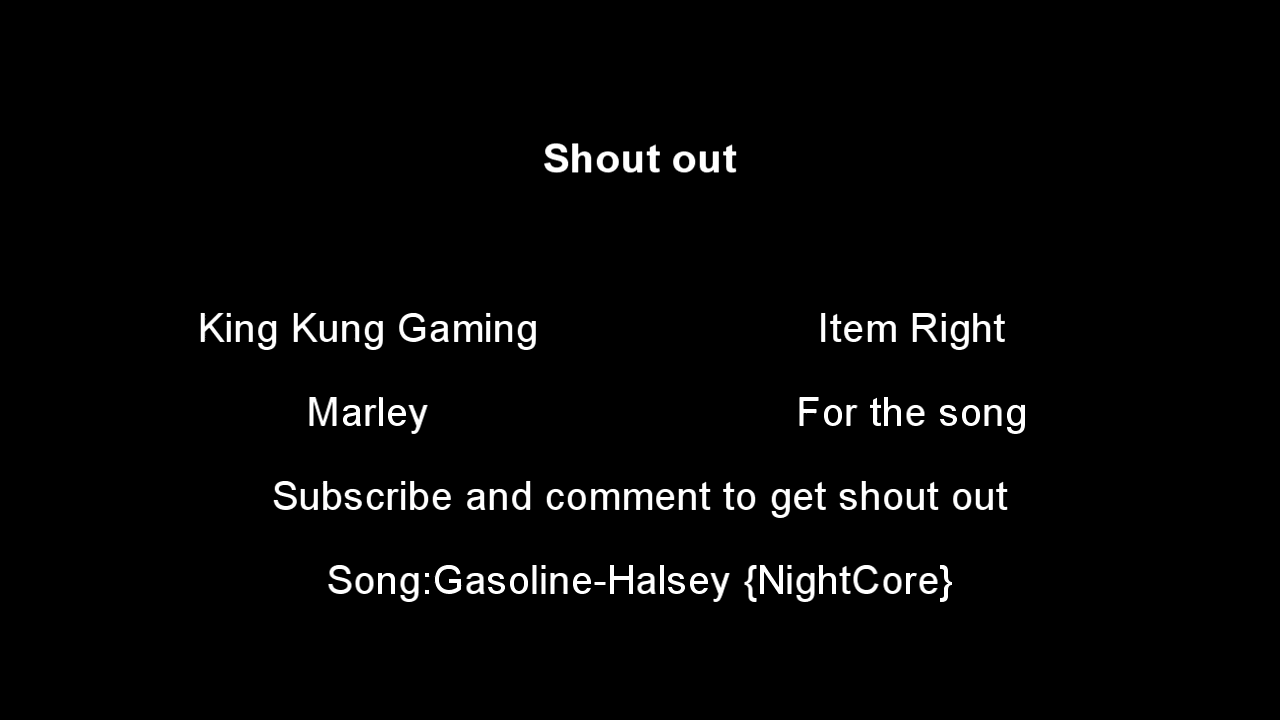 Shout out
King Kung Gaming Item Right
Marley For the song
Subscribe and comment to get shout out
Song:Gasoline-Halsey {NightCore}